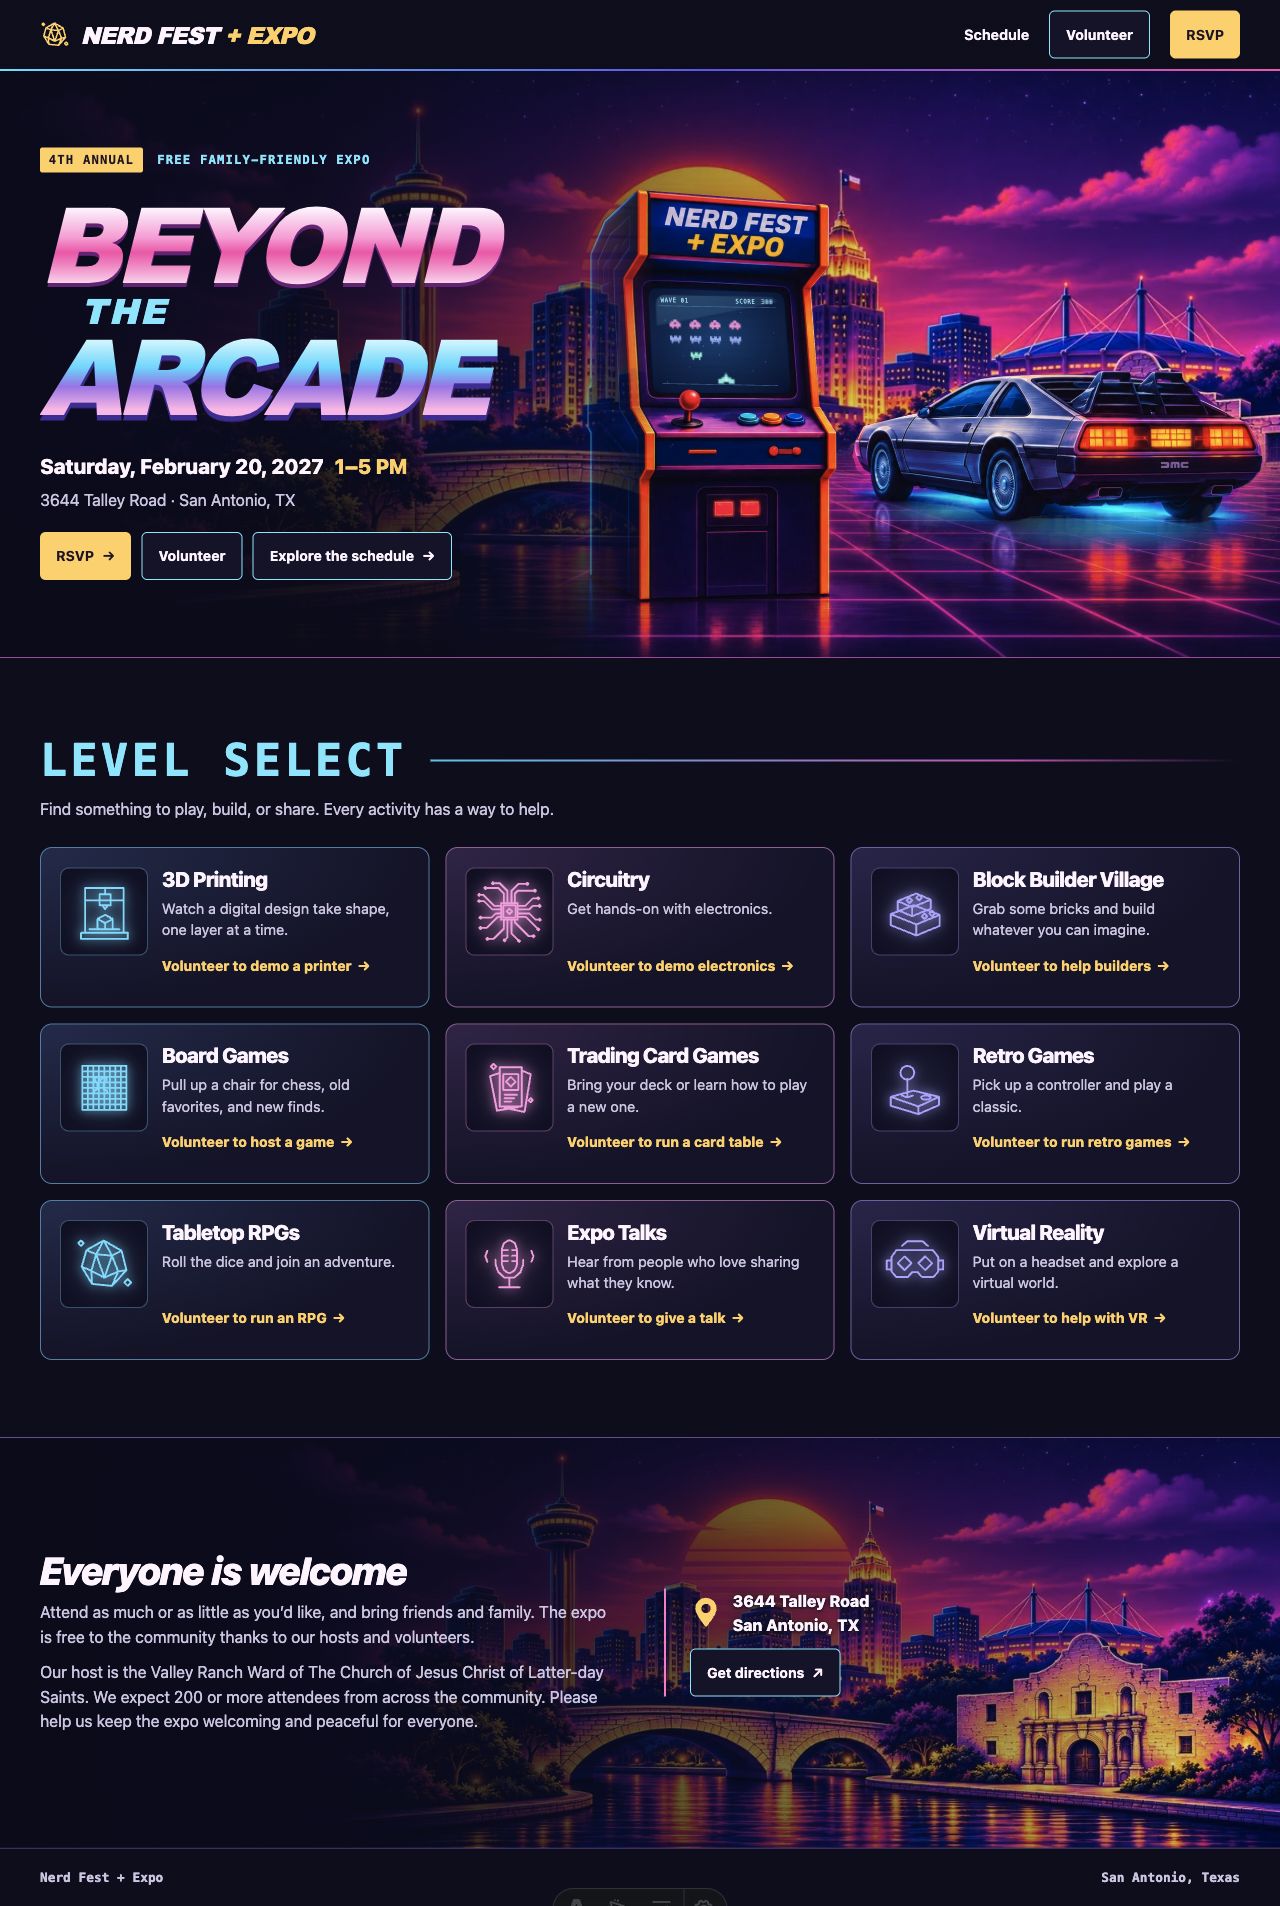 NERD FEST + EXPO
Schedule
Volunteer
RSVP
4TH ANNUAL
FREE FAMILY-FRIENDLY EXPO
BEYOND
THE
ARCADE
Saturday, February 20, 2027 1–5 PM
3644 Talley Road · San Antonio, TX
RSVP →
Volunteer
Explore the schedule →
NERD FEST
+ EXPO
WAVE 01
SCORE 300
DMC
LEVEL SELECT
Find something to play, build, or share. Every activity has a way to help.
3D Printing
Watch a digital design take shape,
one layer at a time.
Volunteer to demo a printer →
Circuitry
Get hands-on with electronics.
Volunteer to demo electronics →
Block Builder Village
Grab some bricks and build
whatever you can imagine.
Volunteer to help builders →
Board Games
Pull up a chair for chess, old
favorites, and new finds.
Volunteer to host a game →
Trading Card Games
Bring your deck or learn how to play
a new one.
Volunteer to run a card table →
Retro Games
Pick up a controller and play a
classic.
Volunteer to run retro games →
Tabletop RPGs
Roll the dice and join an adventure.
Volunteer to run an RPG →
Expo Talks
Hear from people who love sharing
what they know.
Volunteer to give a talk →
Virtual Reality
Put on a headset and explore a
virtual world.
Volunteer to help with VR →
Everyone is welcome
Attend as much or as little as you’d like, and bring friends and family. The expo
is free to the community thanks to our hosts and volunteers.
Our host is the Valley Ranch Ward of The Church of Jesus Christ of Latter-day
Saints. We expect 200 or more attendees from across the community. Please
help us keep the expo welcoming and peaceful for everyone.
3644 Talley Road
San Antonio, TX
Get directions ↗
Nerd Fest + Expo
San Antonio, Texas